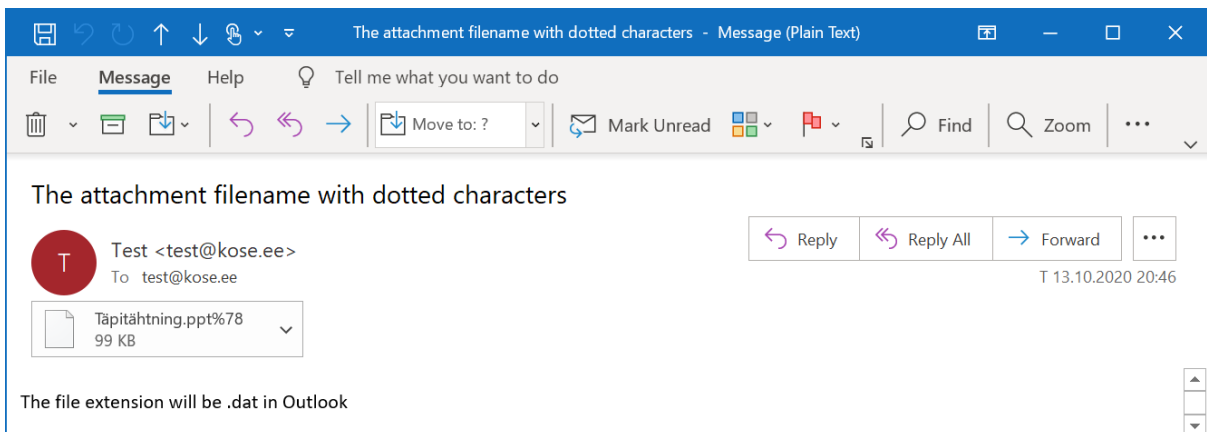 The attachment filename with dotted characters - Message (Plain Text)
File Message Help Tell me what you want to do
Move to: ? Mark Unread Find Zoom
The attachment filename with dotted characters
T Test <test@kose.ee>
To test@kose.ee
Reply Reply All Forward
T 13.10.2020 20:46
Täpitähtning.ppt%78
99 KB
The file extension will be .dat in Outlook